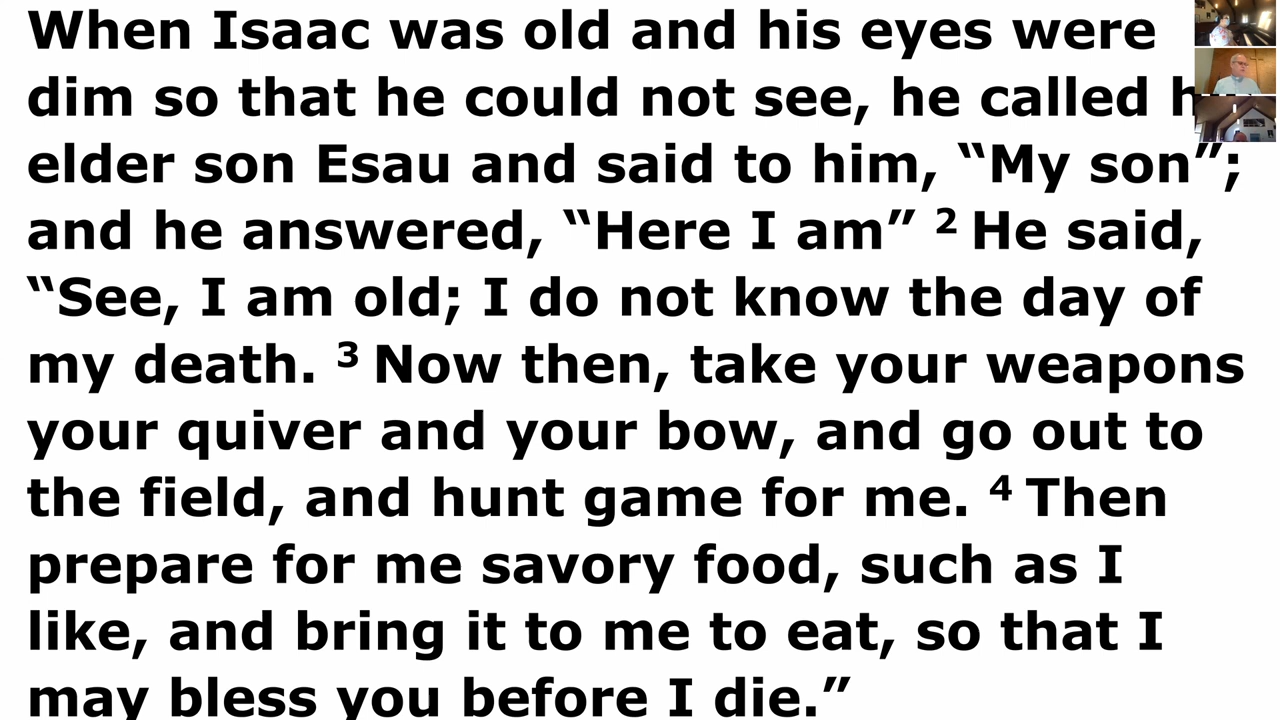 When Isaac was old and his eyes were
dim so that he could not see, he called
elder son Esau and said to him, “My son”;
and he answered, “Here I am” ² He said,
“See, I am old; I do not know the day of
my death. ³ Now then, take your weapons
your quiver and your bow, and go out to
the field, and hunt game for me. ⁴ Then
prepare for me savory food, such as I
like, and bring it to me to eat, so that I
may bless you before I die.”